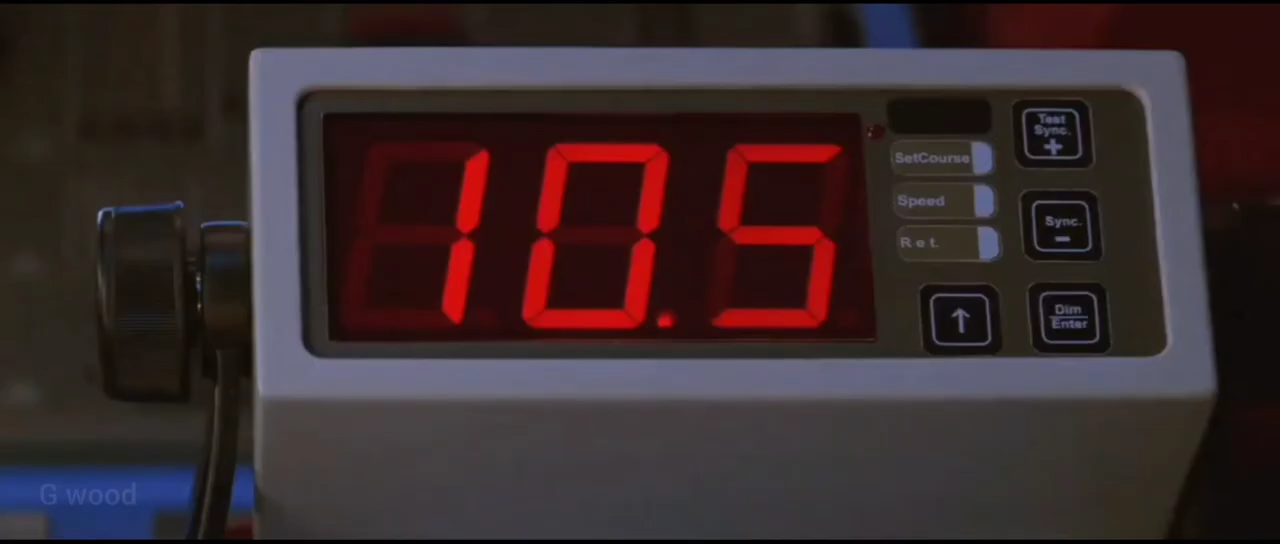 10.5
SetCourse
Speed
Ret.
Test
Sync.
+
Sync.
-
↑
Dim
Enter
G wood